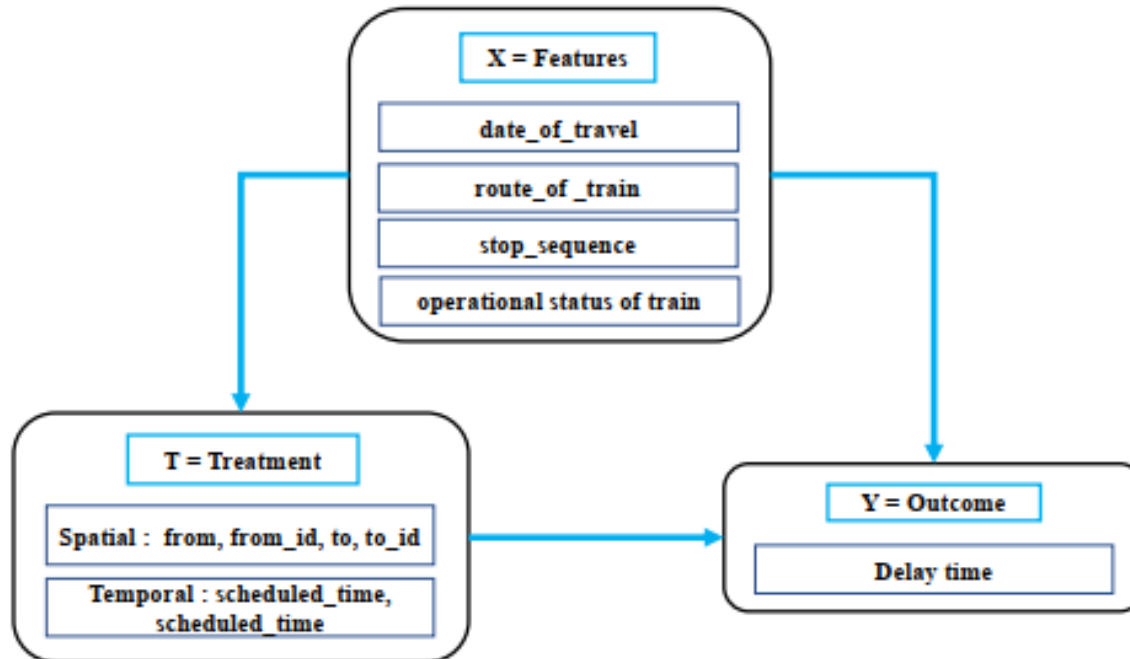 X = Features
date_of_travel
route_of _train
stop_sequence
operational status of train
T = Treatment
Spatial : from, from_id, to, to_id
Temporal : scheduled_time,
scheduled_time
Y = Outcome
Delay time